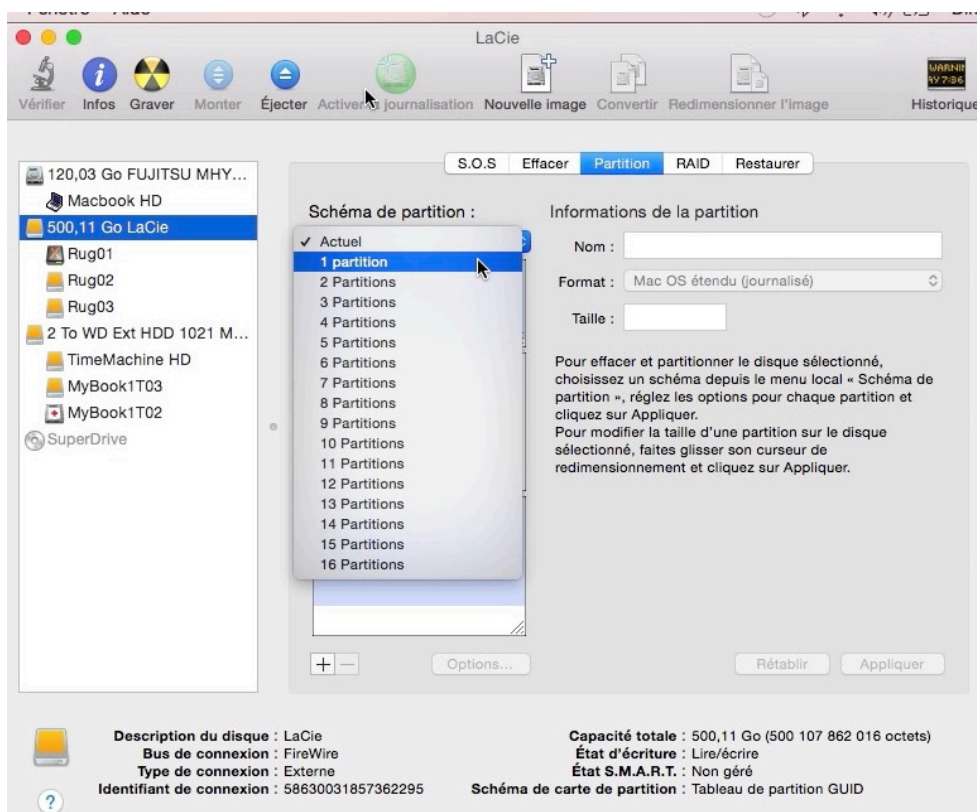 LaCie
Vérifier Infos Graver Monter Éjecter Activer la journalisation Nouvelle image Convertir Redimensionner l'image Historique
WARNIN
AY 7:36
S.O.S Effacer Partition RAID Restaurer
120,03 Go FUJITSU MHY...
Macbook HD
500,11 Go LaCie
Rug01
Rug02
Rug03
2 To WD Ext HDD 1021 M...
TimeMachine HD
MyBook1T03
MyBook1T02
SuperDrive
Schéma de partition :
✓ Actuel
1 partition
2 Partitions
3 Partitions
4 Partitions
5 Partitions
6 Partitions
7 Partitions
8 Partitions
9 Partitions
10 Partitions
11 Partitions
12 Partitions
13 Partitions
14 Partitions
15 Partitions
16 Partitions
Options...
Informations de la partition
Nom :
Format : Mac OS étendu (journalisé)
Taille :
Pour effacer et partitionner le disque sélectionné,
choisissez un schéma depuis le menu local « Schéma de
partition », réglez les options pour chaque partition et
cliquez sur Appliquer.
Pour modifier la taille d'une partition sur le disque
sélectionné, faites glisser son curseur de
redimensionnement et cliquez sur Appliquer.
Rétablir Appliquer
Description du disque : LaCie
Bus de connexion : FireWire
Type de connexion : Externe
Identifiant de connexion : 58630031857362295
Capacité totale : 500,11 Go (500 107 862 016 octets)
État d'écriture : Lire/écrire
État S.M.A.R.T. : Non géré
Schéma de carte de partition : Tableau de partition GUID